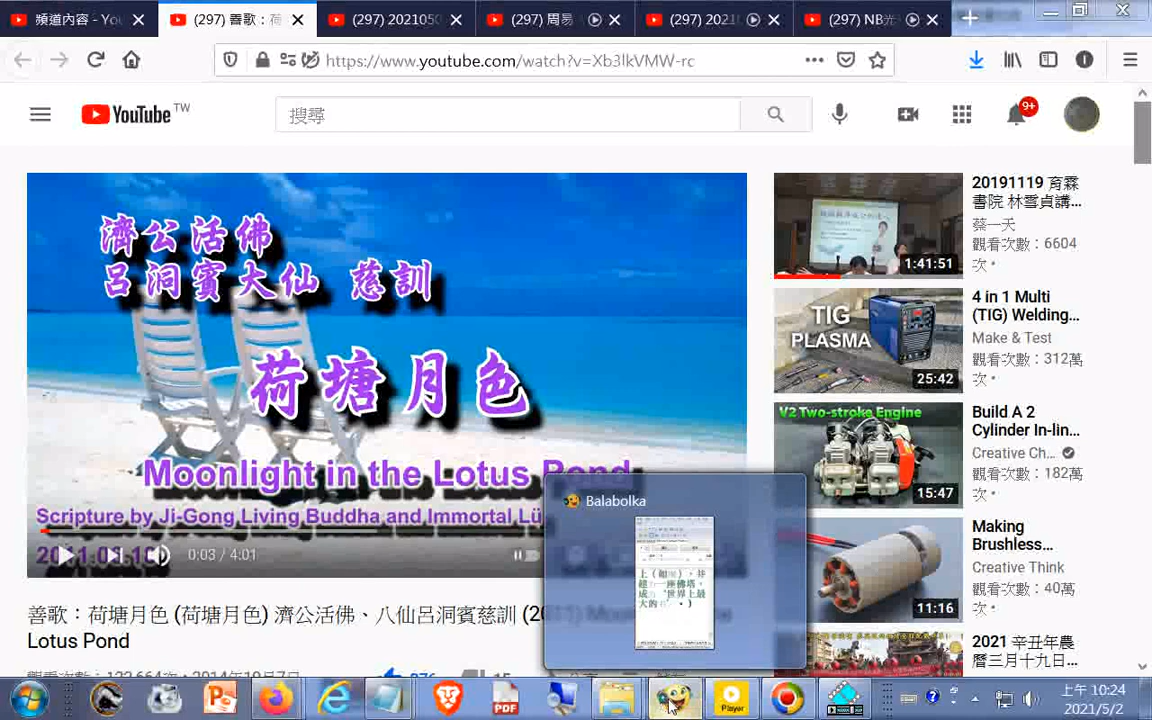 頻道內容 - You
(297) 善歌：荷
(297) 2021050
(297) 周易
(297) 2021
(297) NB
https://www.youtube.com/watch?v=Xb3lkVMW-rc
YouTube TW
搜尋
9+
濟公活佛
呂洞賓大仙 慈訓
荷塘月色
Moonlight in the Lotus Pond
Scripture by Ji-Gong Living Buddha and Immortal Lü
0:03 / 4:01
善歌：荷塘月色 (荷塘月色) 濟公活佛、八仙呂洞賓慈訓
Lotus Pond
1:41:51
20191119 育霖
書院 林雪貞講...
蔡一天
觀看次數：6604
次・
TIG
PLASMA
25:42
4 in 1 Multi
(TIG) Welding...
Make & Test
觀看次數：312萬
次・
V2 Two-stroke Engine
15:47
Build A 2
Cylinder In-lin...
Creative Ch...
觀看次數：182萬
次・
11:16
Making
Brushless...
Creative Think
觀看次數：40萬
次・
2021 辛丑年農
曆三月十九日...
Balabolka
PDF
Player
上午 10:24
2021/5/2